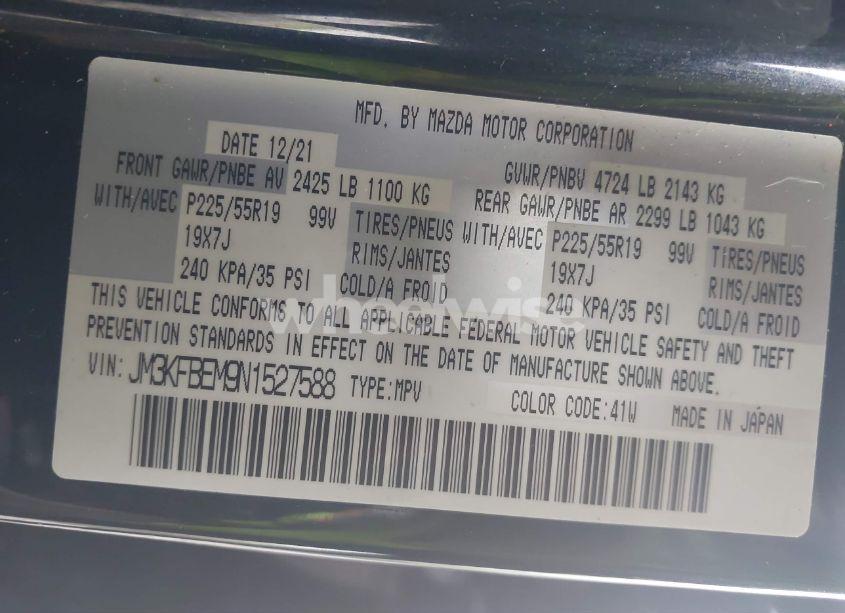 MFD. BY MAZDA MOTOR CORPORATION
DATE 12/21 GVWR/PNBV 4724 LB 2143 KG
FRONT GAWR/PNBE AV 2425 LB 1100 KG REAR GAWR/PNBE AR 2299 LB 1043 KG
WITH/AVEC P225/55R19 99V TIRES/PNEUS WITH/AVEC P225/55R19 99V TIRES/PNEUS
19X7J RIMS/JANTES 19X7J RIMS/JANTES
240 KPA/35 PSI COLD/A FROID 240 KPA/35 PSI COLD/A FROID
THIS VEHICLE CONFORMS TO ALL APPLICABLE FEDERAL MOTOR VEHICLE SAFETY AND THEFT
PREVENTION STANDARDS IN EFFECT ON THE DATE OF MANUFACTURE SHOWN ABOVE.
VIN: JM3KFBEM9N1527588 TYPE:MPV COLOR CODE:41W MADE IN JAPAN
wheelwise